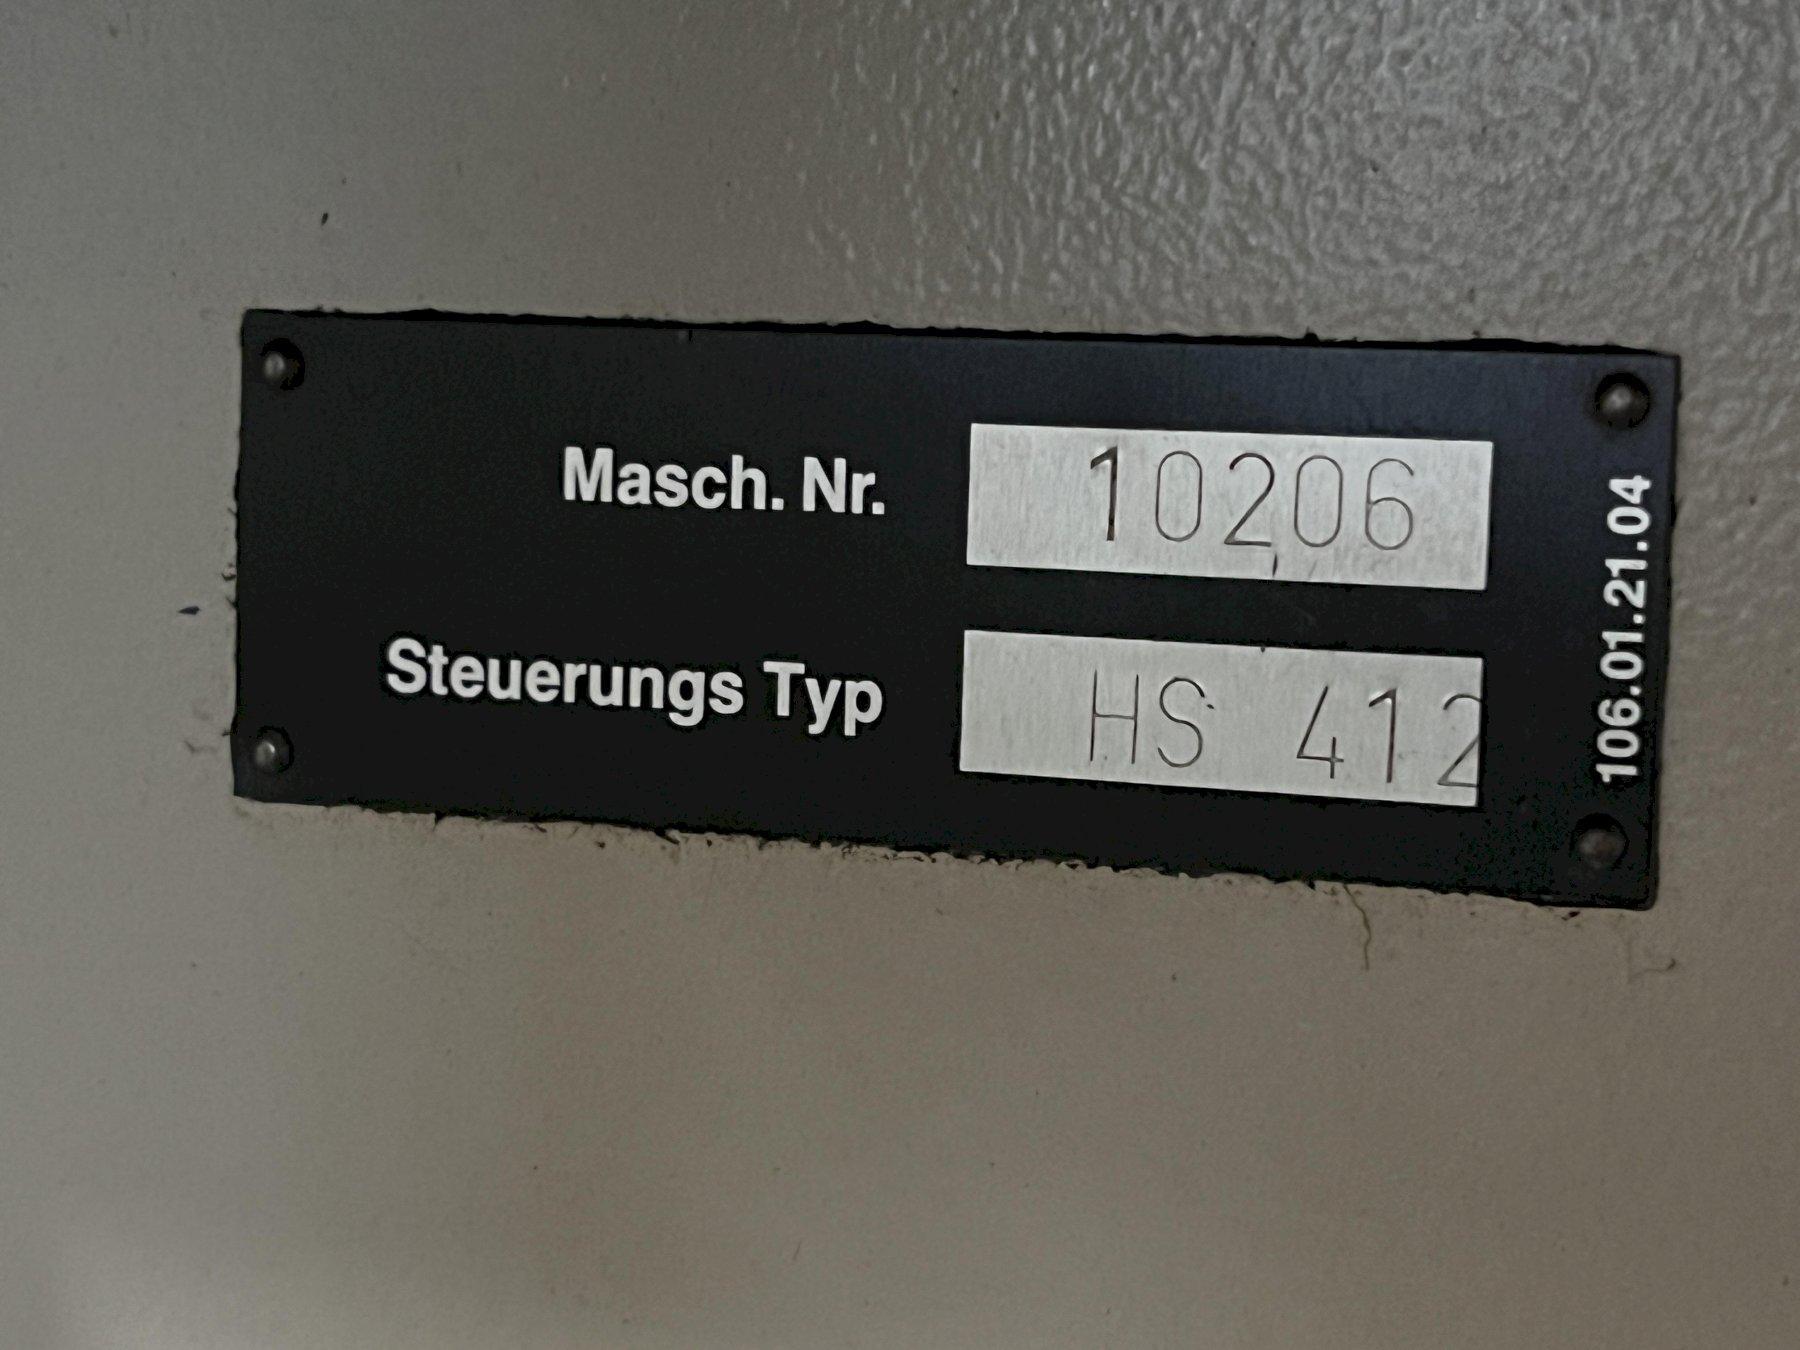 Masch. Nr. 10206
Steuerungs Typ HS 412
106.01.21.04